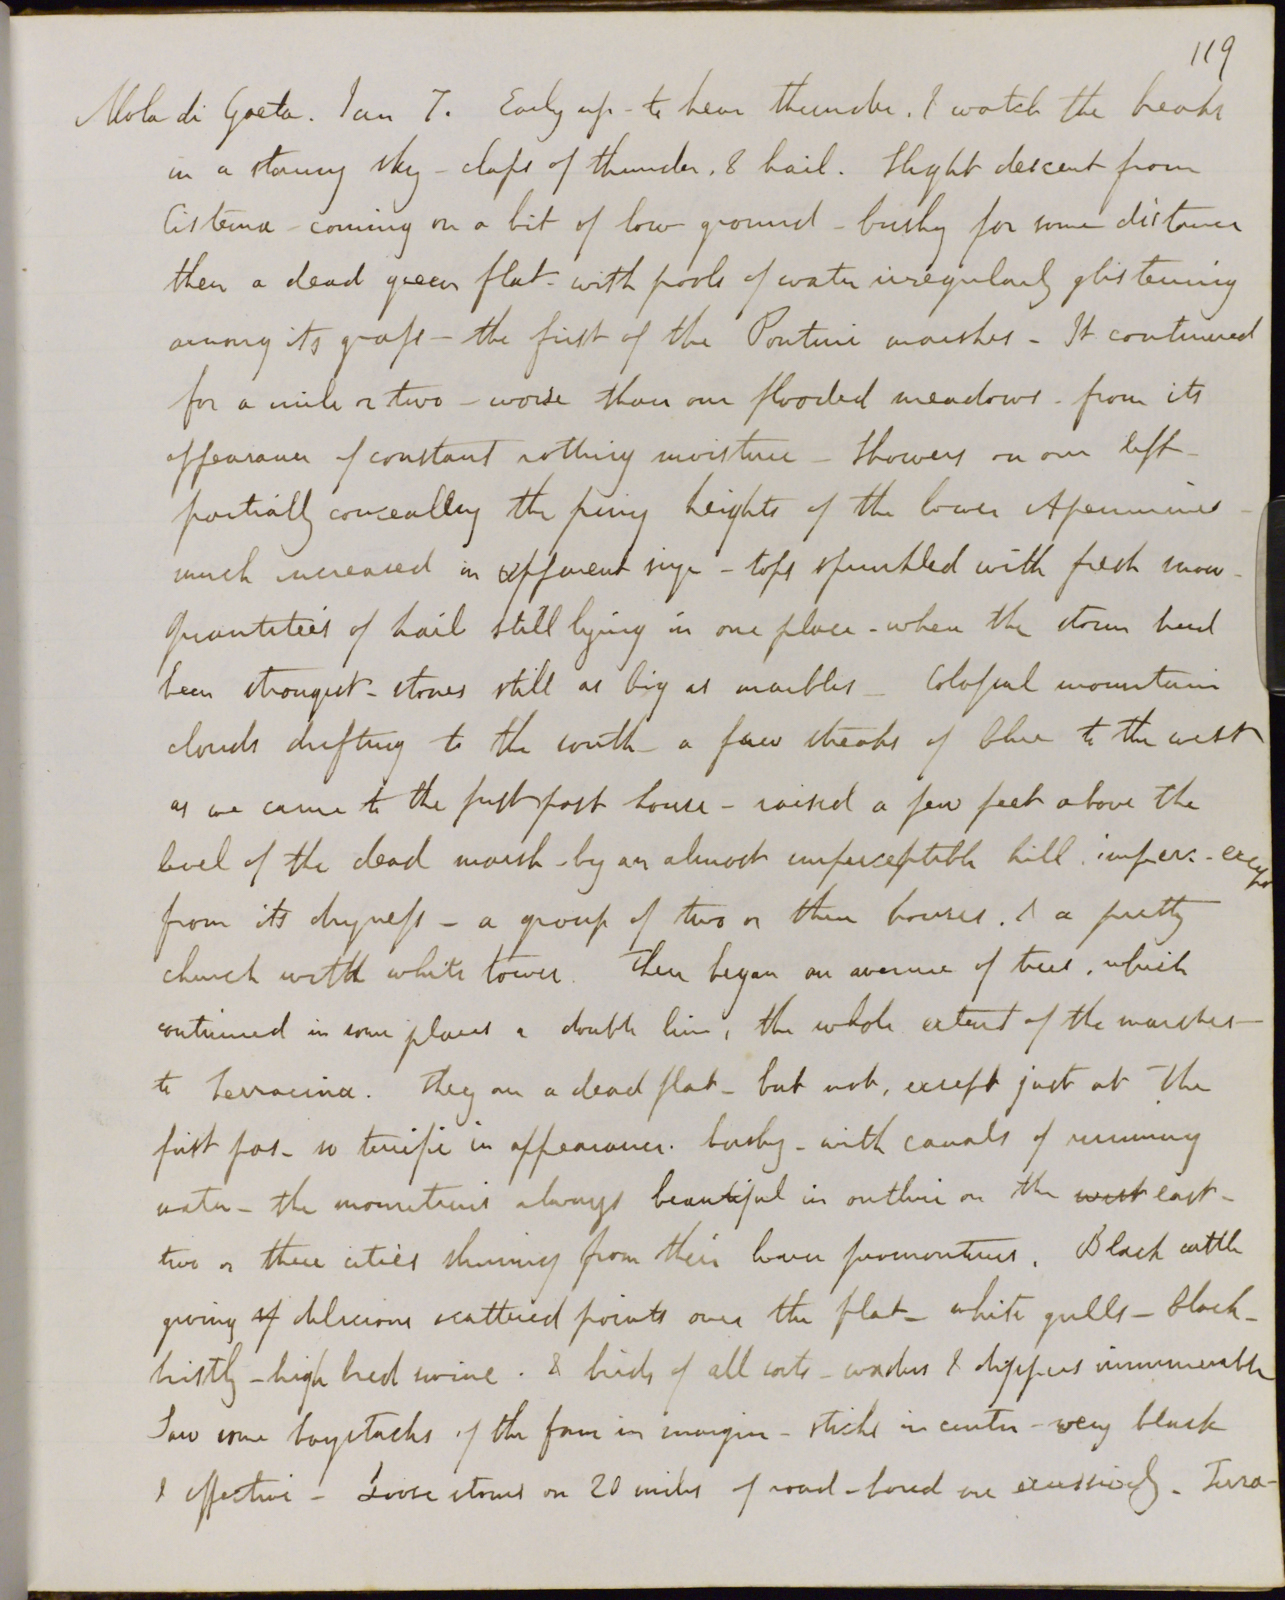 119
Mola di Gaeta. Jan 7. Early up - to hear thunder. & watch the breaks
in a stormy sky - claps of thunder, & hail. Slight descent from
Cisterna - coming on a bit of low ground - bushy for some distance
then a dead green flat - with pools of water irregularly glistening
among its grass - the first of the Pontine marshes - It continued
for a mile or two - worse than our flooded meadows - from its
appearance of constant rotting moisture - Showers on our left -
partially concealing the piny heights of the lower Apennines -
much increased in apparent size - tops sprinkled with fresh snow -
Quantities of hail still lying in one place - where the storm had
been strongest - stones still as big as marbles - Colossal mountain
clouds drifting to the south - a few streaks of blue to the west
as we came to the first post house - raised a few feet above the
level of the dead marsh - by an almost imperceptible hill. imperc - except
from its dryness - a group of two or three houses. & a pretty
church with white tower. Then began an avenue of trees, which
continued in some places a double line, the whole extent of the marshes -
to Terracina. They are a dead flat - but not, except just at the
first pos - so terrific in appearance. bushy - with canals of running
water - the mountains always beautiful in outline on the west east -
two or three cities shining from their lower promontories. Black cattle
giving of delicious scattered points over the flat - white gulls - black -
bristly - high bred swine. & birds of all sorts - waders & dippers innumerable
Saw some haystacks of the form in margin - sticks in center - very black
& effective - Loose stones on 20 miles of road - bored me excessively. Terra-